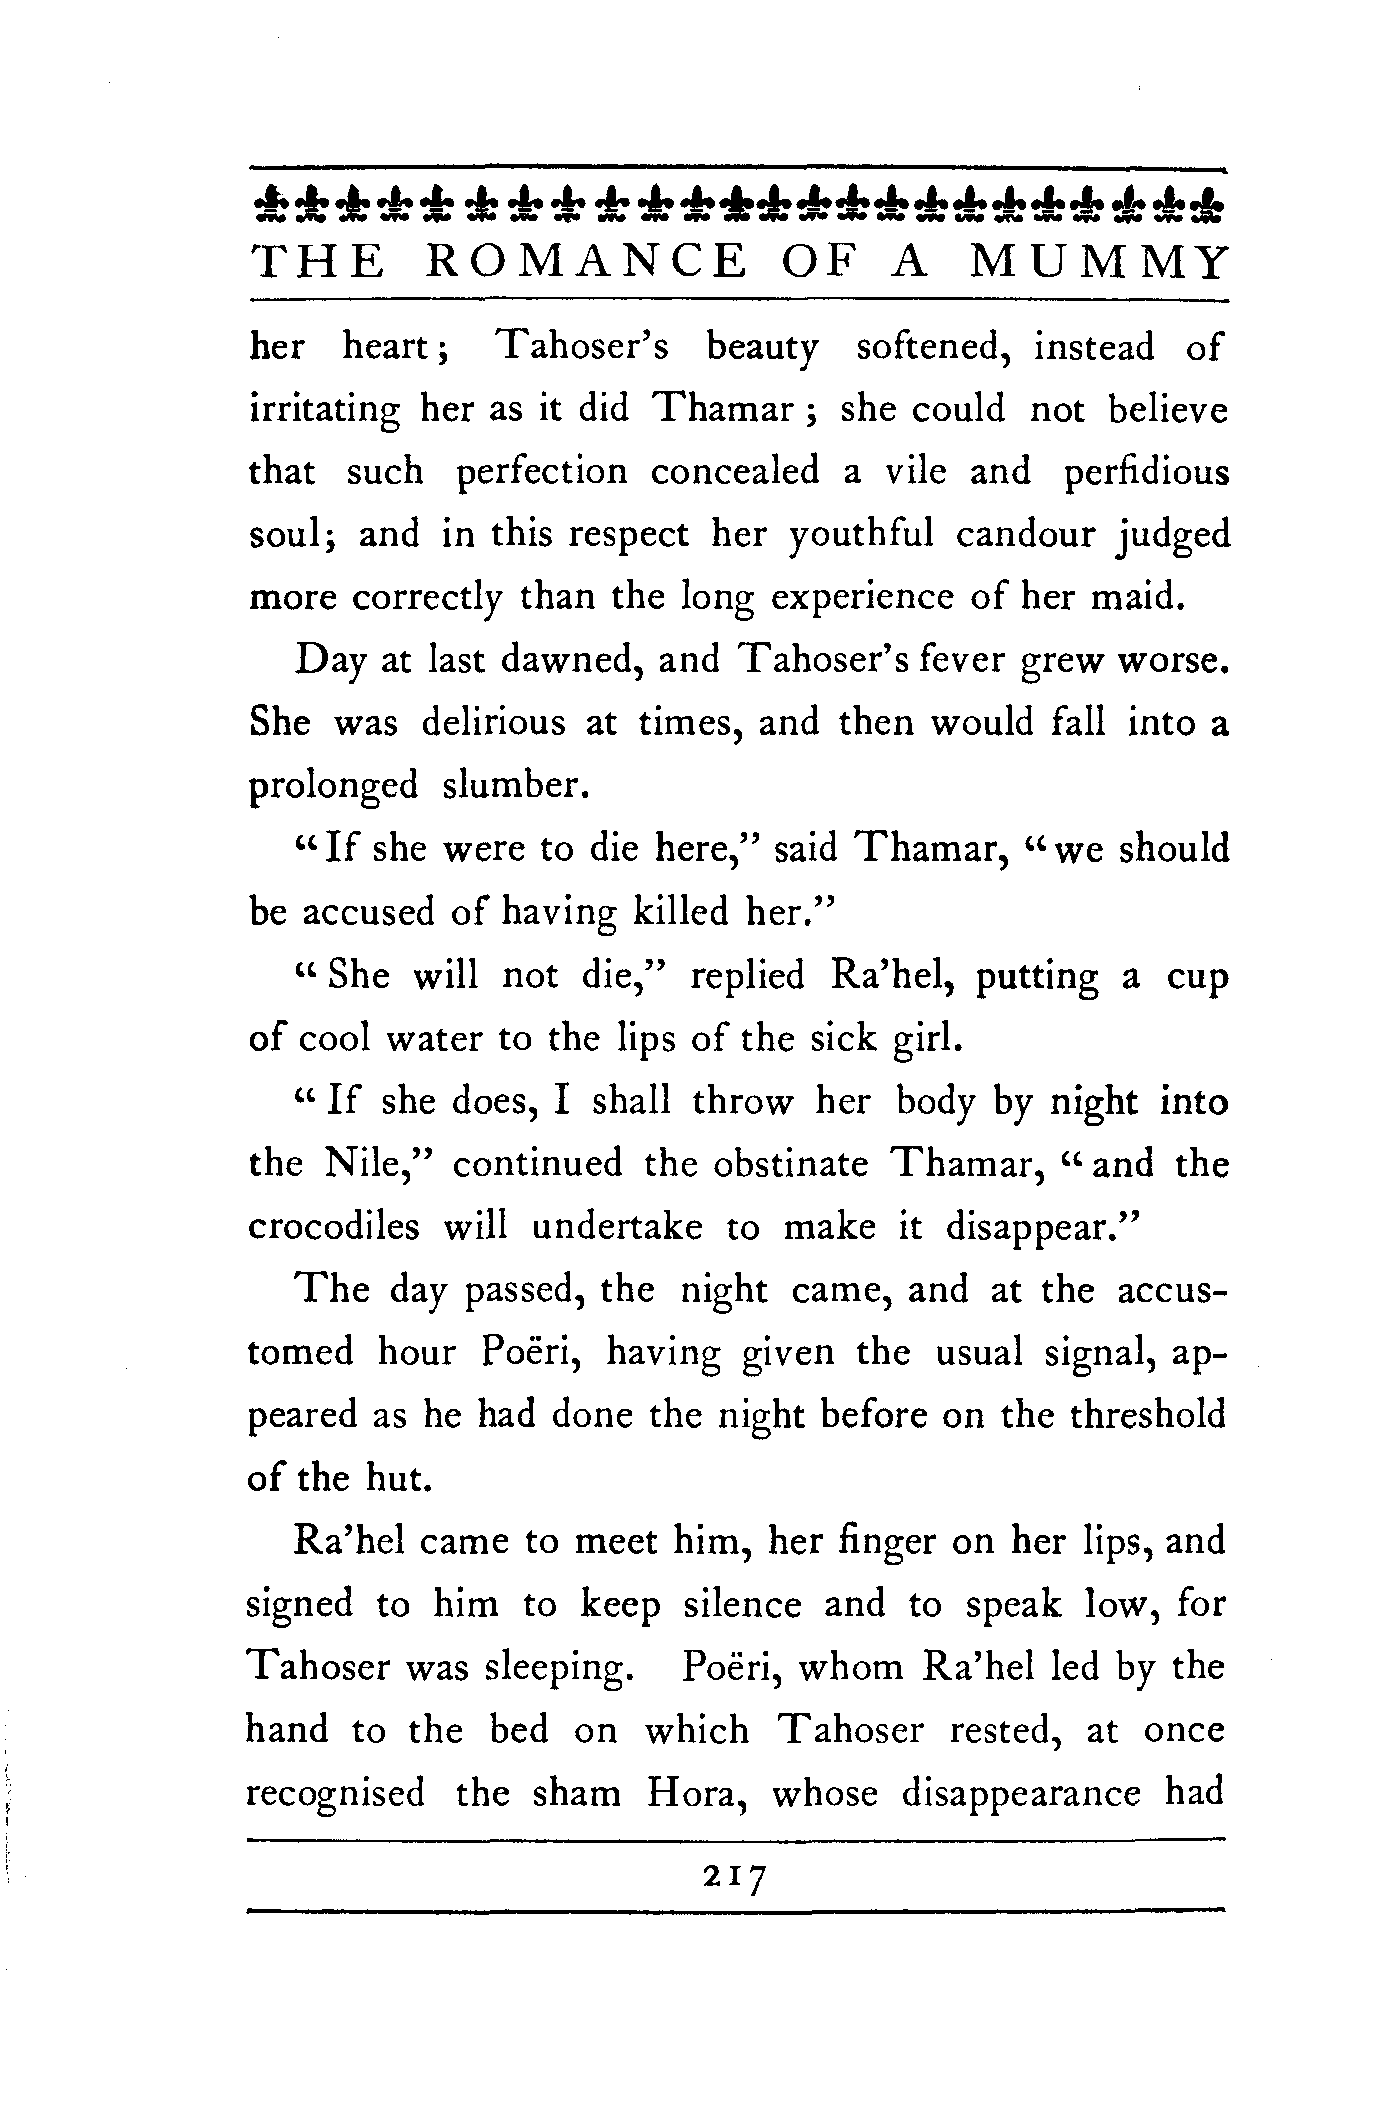 THE ROMANCE OF A MUMMY
her heart; Tahoser's beauty softened, instead of
irritating her as it did Thamar; she could not believe
that such perfection concealed a vile and perfidious
soul; and in this respect her youthful candour judged
more correctly than the long experience of her maid.
Day at last dawned, and Tahoser's fever grew worse.
She was delirious at times, and then would fall into a
prolonged slumber.
"If she were to die here," said Thamar, "we should
be accused of having killed her."
"She will not die," replied Ra'hel, putting a cup
of cool water to the lips of the sick girl.
"If she does, I shall throw her body by night into
the Nile," continued the obstinate Thamar, "and the
crocodiles will undertake to make it disappear."
The day passed, the night came, and at the accus-
tomed hour Poëri, having given the usual signal, ap-
peared as he had done the night before on the threshold
of the hut.
Ra'hel came to meet him, her finger on her lips, and
signed to him to keep silence and to speak low, for
Tahoser was sleeping. Poëri, whom Ra'hel led by the
hand to the bed on which Tahoser rested, at once
recognised the sham Hora, whose disappearance had
217